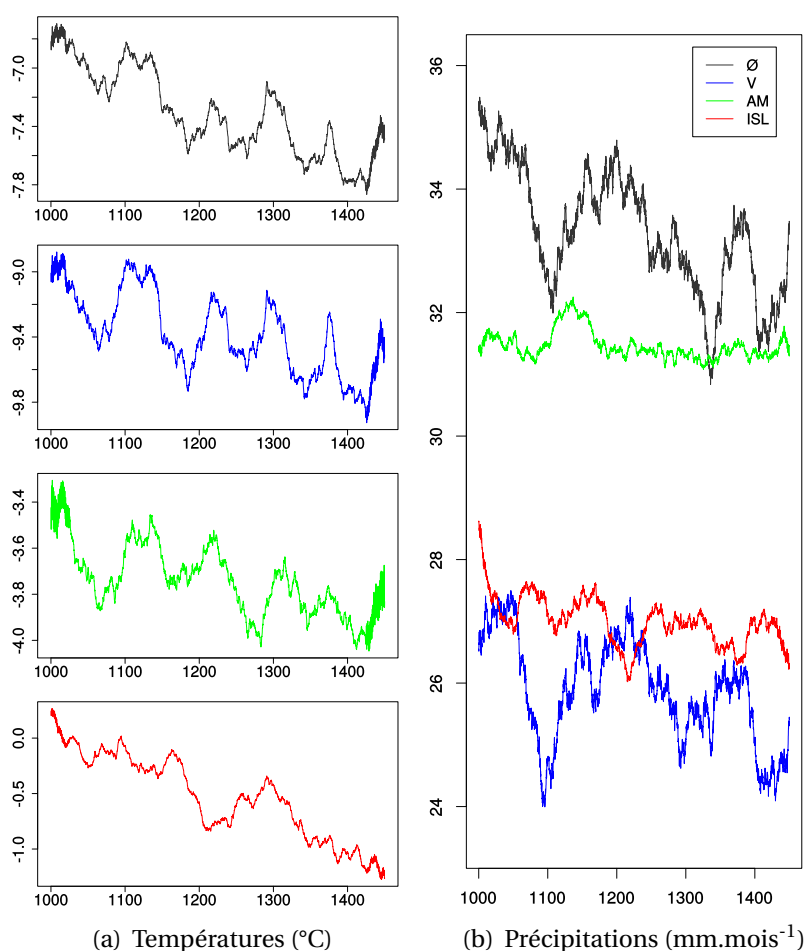 -7.0
-7.4
-7.8
1000 1100 1200 1300 1400
-9.0
-9.4
-9.8
1000 1100 1200 1300 1400
-3.4
-3.6
-3.8
-4.0
1000 1100 1200 1300 1400
0.0
-0.5
-1.0
1000 1100 1200 1300 1400
(a) Températures (°C)
36
34
32
30
28
26
24
Ø
V
AM
ISL
1000 1100 1200 1300 1400
(b) Précipitations (mm.mois⁻¹)